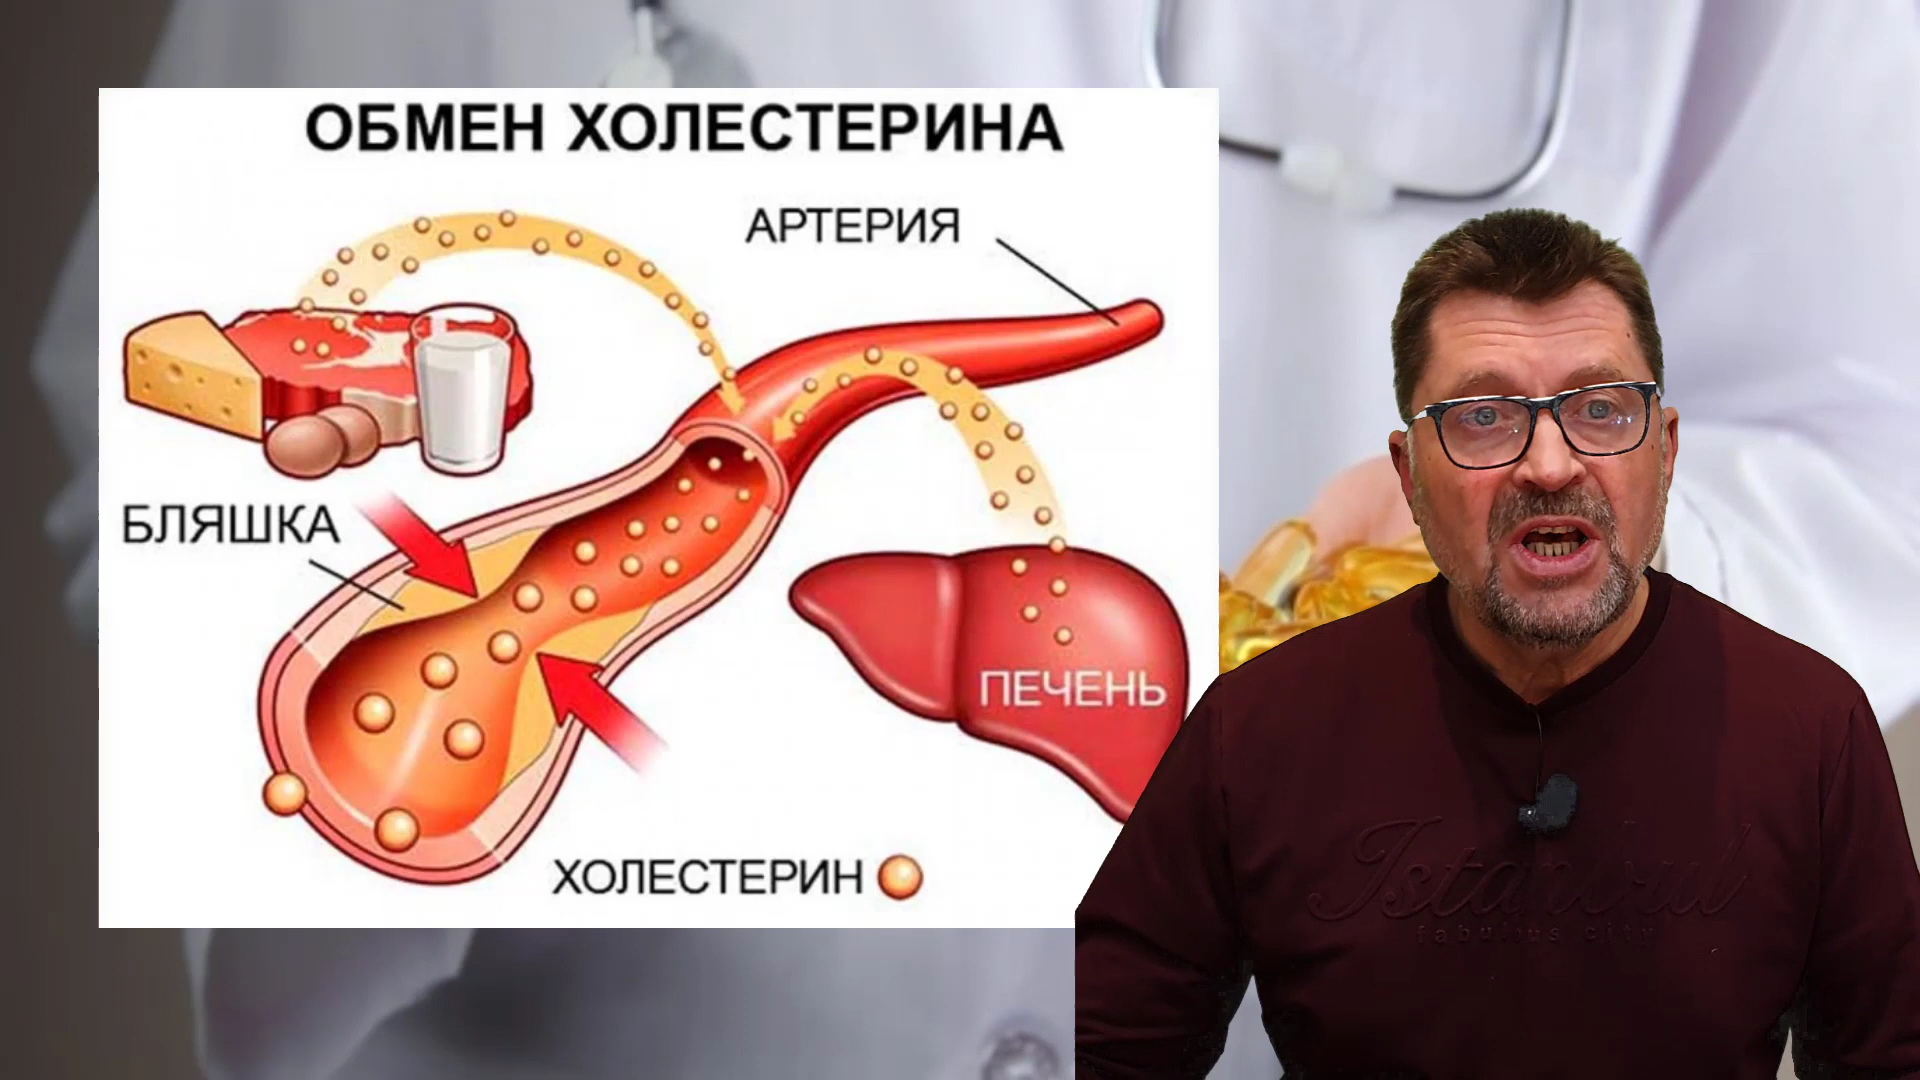 ОБМЕН ХОЛЕСТЕРИНА
АРТЕРИЯ
БЛЯШКА
ПЕЧЕНЬ
ХОЛЕСТЕРИН
Istanbul
fabulous city